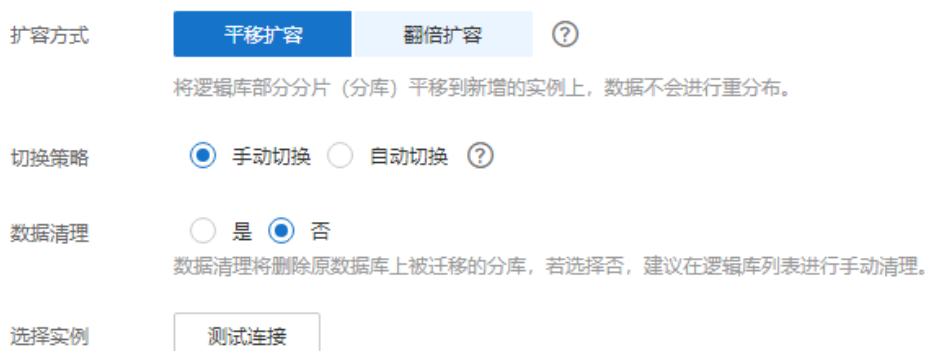 扩容方式 平移扩容 翻倍扩容 ?
将逻辑库部分分片（分库）平移到新增的实例上，数据不会进行重分布。
切换策略 手动切换 自动切换 ?
数据清理 是 否
数据清理将删除原数据库上被迁移的分库，若选择否，建议在逻辑库列表进行手动清理。
选择实例 测试连接